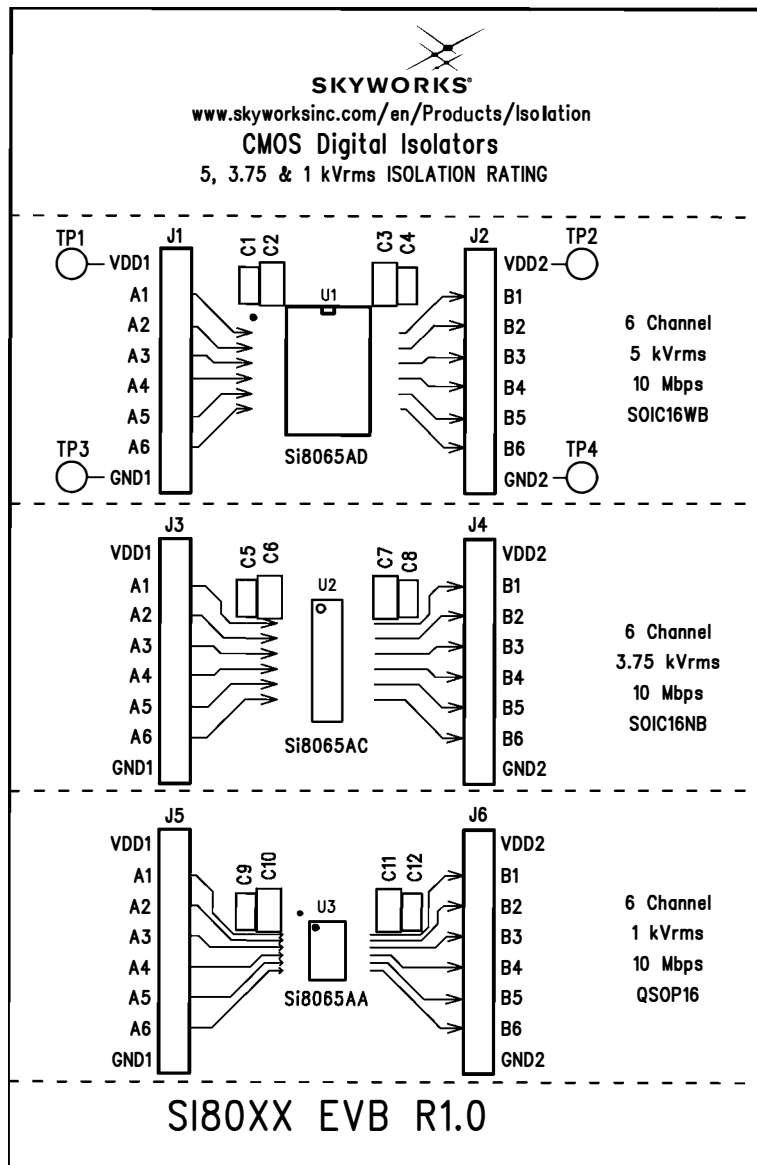 SKYWORKS®
www.skyworksinc.com/en/Products/Isolation
CMOS Digital Isolators
5, 3.75 & 1 kVrms ISOLATION RATING
TP1
J1
C1
C2
C3
C4
J2
TP2
VDD1
VDD2
A1
U1
B1
A2
B2
A3
B3
A4
B4
A5
B5
A6
B6
TP3
GND1
Si8065AD
GND2
TP4
6 Channel
5 kVrms
10 Mbps
SOIC16WB
J3
C5
C6
C7
C8
J4
VDD1
VDD2
A1
U2
B1
A2
B2
A3
B3
A4
B4
A5
B5
A6
B6
GND1
Si8065AC
GND2
6 Channel
3.75 kVrms
10 Mbps
SOIC16NB
J5
C9
C10
C11
C12
J6
VDD1
VDD2
A1
U3
B1
A2
B2
A3
B3
A4
B4
A5
B5
A6
B6
GND1
Si8065AA
GND2
6 Channel
1 kVrms
10 Mbps
QSOP16
SI80XX EVB R1.0